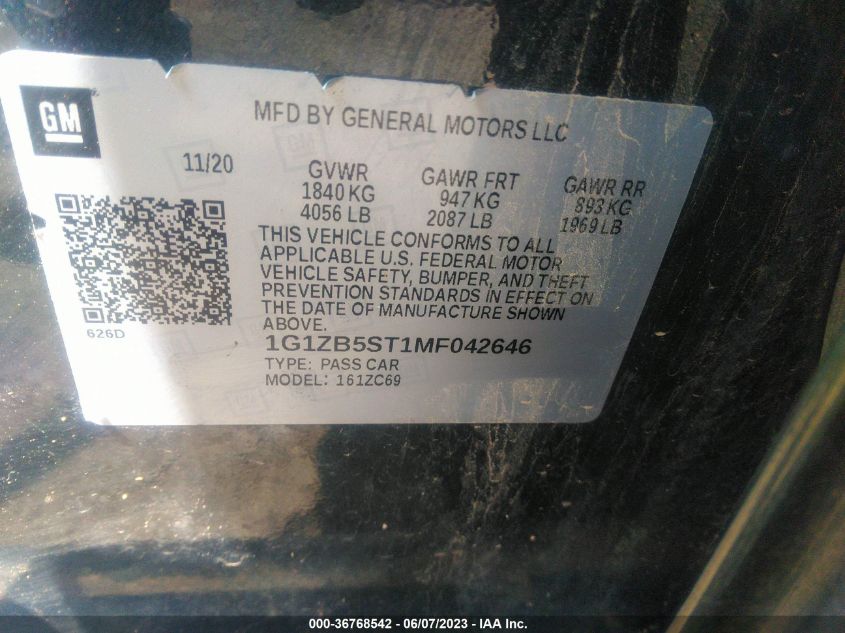 GM
MFD BY GENERAL MOTORS LLC
11/20
GVWR
1840 KG
4056 LB
GAWR FRT
947 KG
2087 LB
GAWR RR
893 KG
1969 LB
THIS VEHICLE CONFORMS TO ALL
APPLICABLE U.S. FEDERAL MOTOR
VEHICLE SAFETY, BUMPER, AND THEFT
PREVENTION STANDARDS IN EFFECT ON
THE DATE OF MANUFACTURE SHOWN
ABOVE.
626D
1G1ZB5ST1MF042646
TYPE: PASS CAR
MODEL: 161ZC69
000-36768542 - 06/07/2023 - IAA Inc.